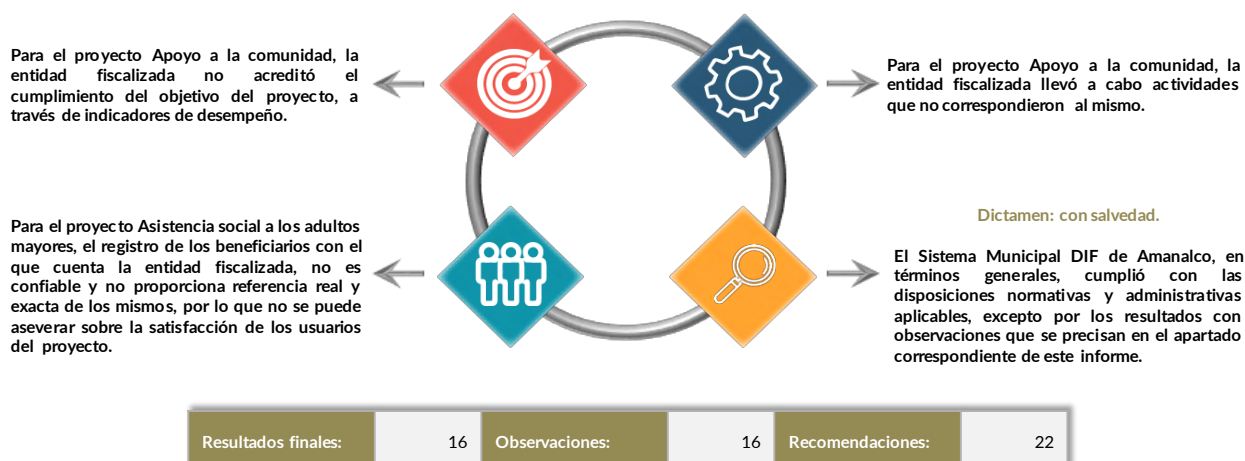 Para el proyecto Apoyo a la comunidad, la
entidad fiscalizada no acreditó el
cumplimiento del objetivo del proyecto, a
través de indicadores de desempeño.
Para el proyecto Apoyo a la comunidad, la
entidad fiscalizada llevó a cabo actividades
que no correspondieron al mismo.
Para el proyecto Asistencia social a los adultos
mayores, el registro de los beneficiarios con el
que cuenta la entidad fiscalizada, no es
confiable y no proporciona referencia real y
exacta de los mismos, por lo que no se puede
aseverar sobre la satisfacción de los usuarios
del proyecto.
Dictamen: con salvedad.
El Sistema Municipal DIF de Amanalco, en
términos generales, cumplió con las
disposiciones normativas y administrativas
aplicables, excepto por los resultados con
observaciones que se precisan en el apartado
correspondiente de este informe.
Resultados finales: 16 Observaciones: 16 Recomendaciones: 22